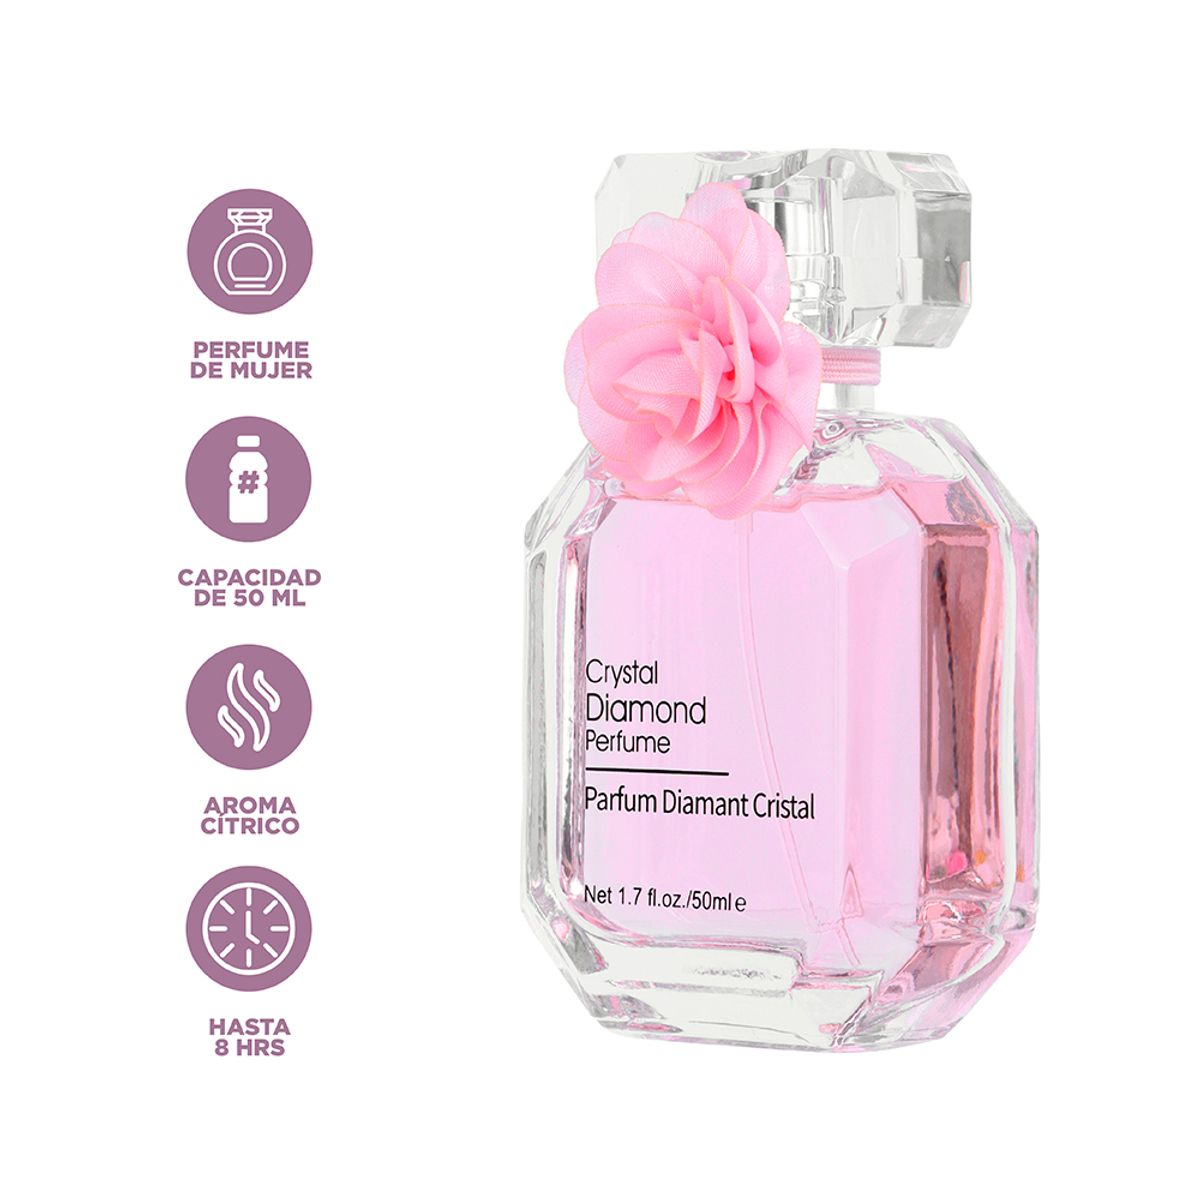 PERFUME
DE MUJER
#
CAPACIDAD
DE 50 ML
AROMA
CÍTRICO
HASTA
8 HRS
Crystal
Diamond
Perfume
Parfum Diamant Cristal
Net 1.7 fl.oz./50ml e